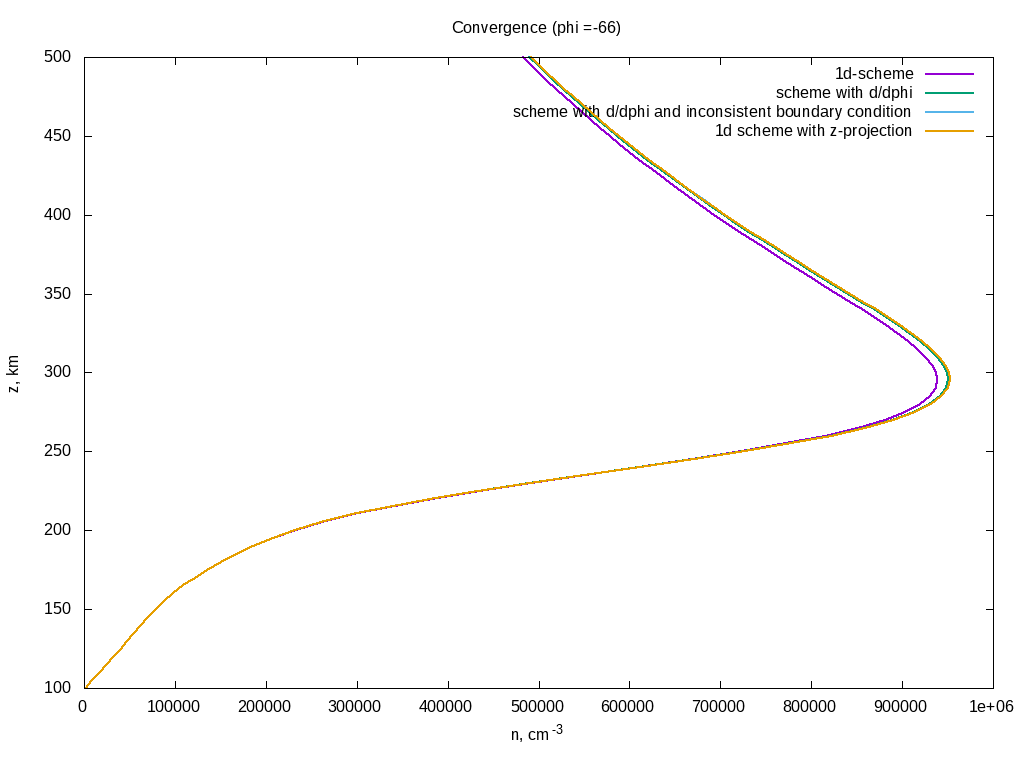 Convergence (phi =-66)
500
450
400
350
300
250
200
150
100
z, km
1d-scheme
scheme with d/dphi
scheme with d/dphi and inconsistent boundary condition
1d scheme with z-projection
0 100000 200000 300000 400000 500000 600000 700000 800000 900000 1e+06
n, cm-3